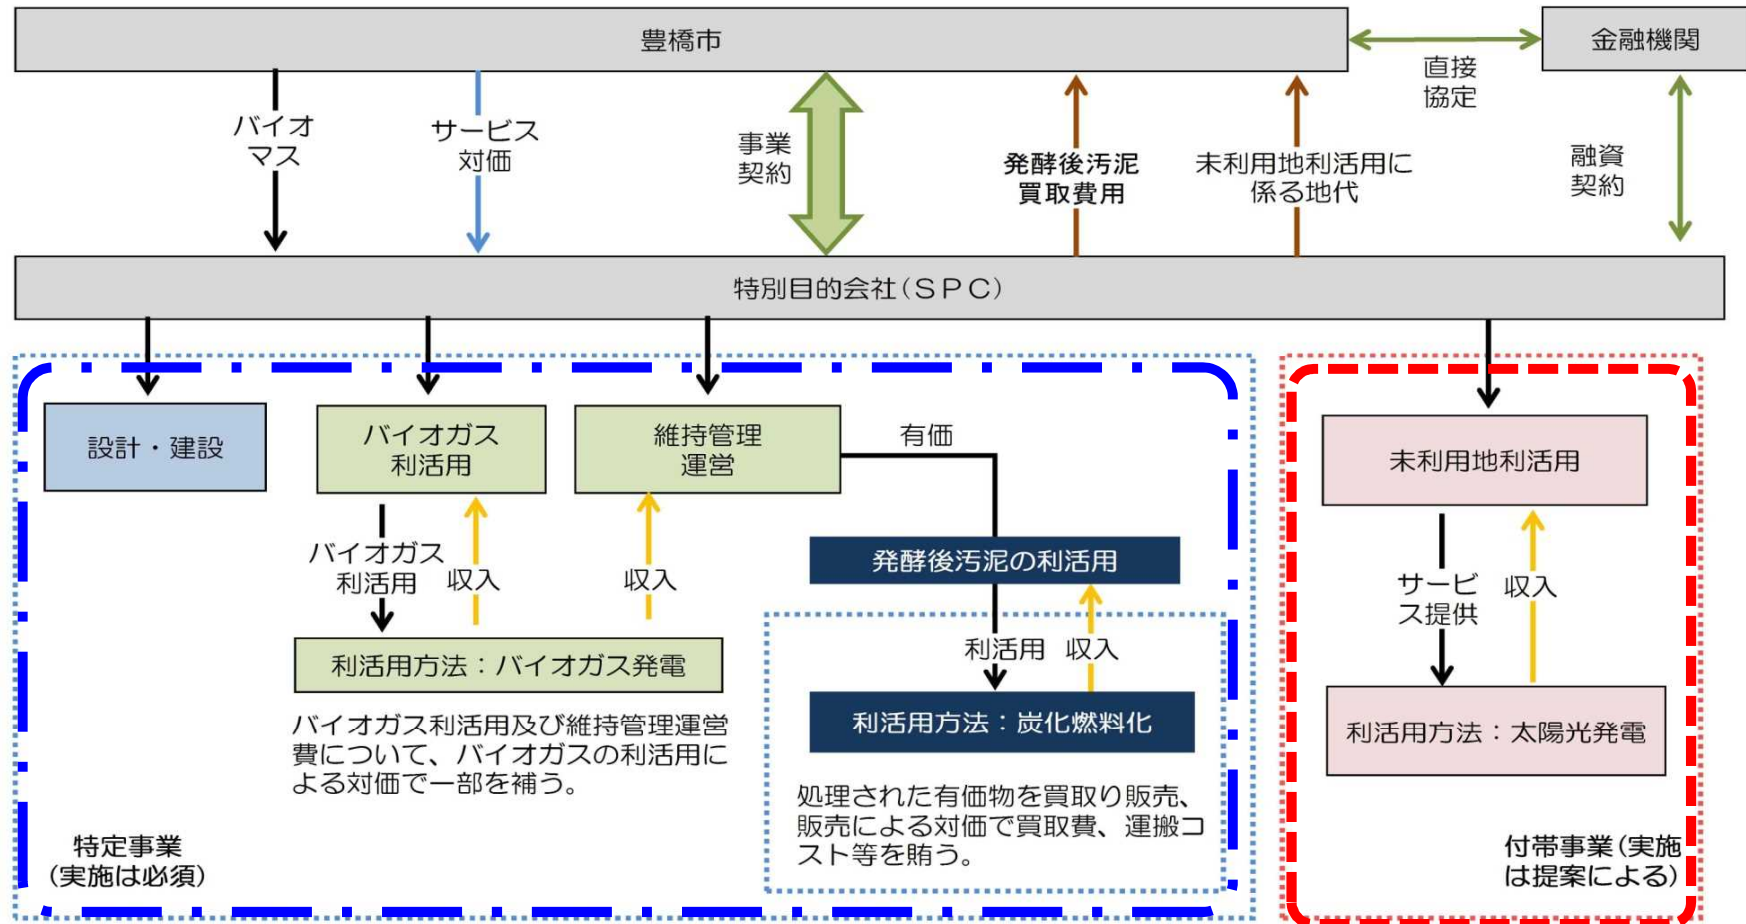 豊橋市
金融機関
直接
協定
バイオ
マス
サービス
対価
事業
契約
発酵後汚泥
買取費用
未利用地利活用に
係る地代
融資
契約
特別目的会社(SPC)
設計・建設
バイオガス
利活用
維持管理
運営
有価
未利用地利活用
バイオガス
利活用
収入
収入
発酵後汚泥の利活用
利活用
収入
サービ
ス提供
収入
利活用方法：バイオガス発電
利活用方法：炭化燃料化
利活用方法：太陽光発電
バイオガス利活用及び維持管理運営
費について、バイオガスの利活用に
よる対価で一部を補う。
処理された有価物を買取り販売、
販売による対価で買取費、運搬コ
スト等を賄う。
特定事業
(実施は必須)
付帯事業(実施
は提案による)